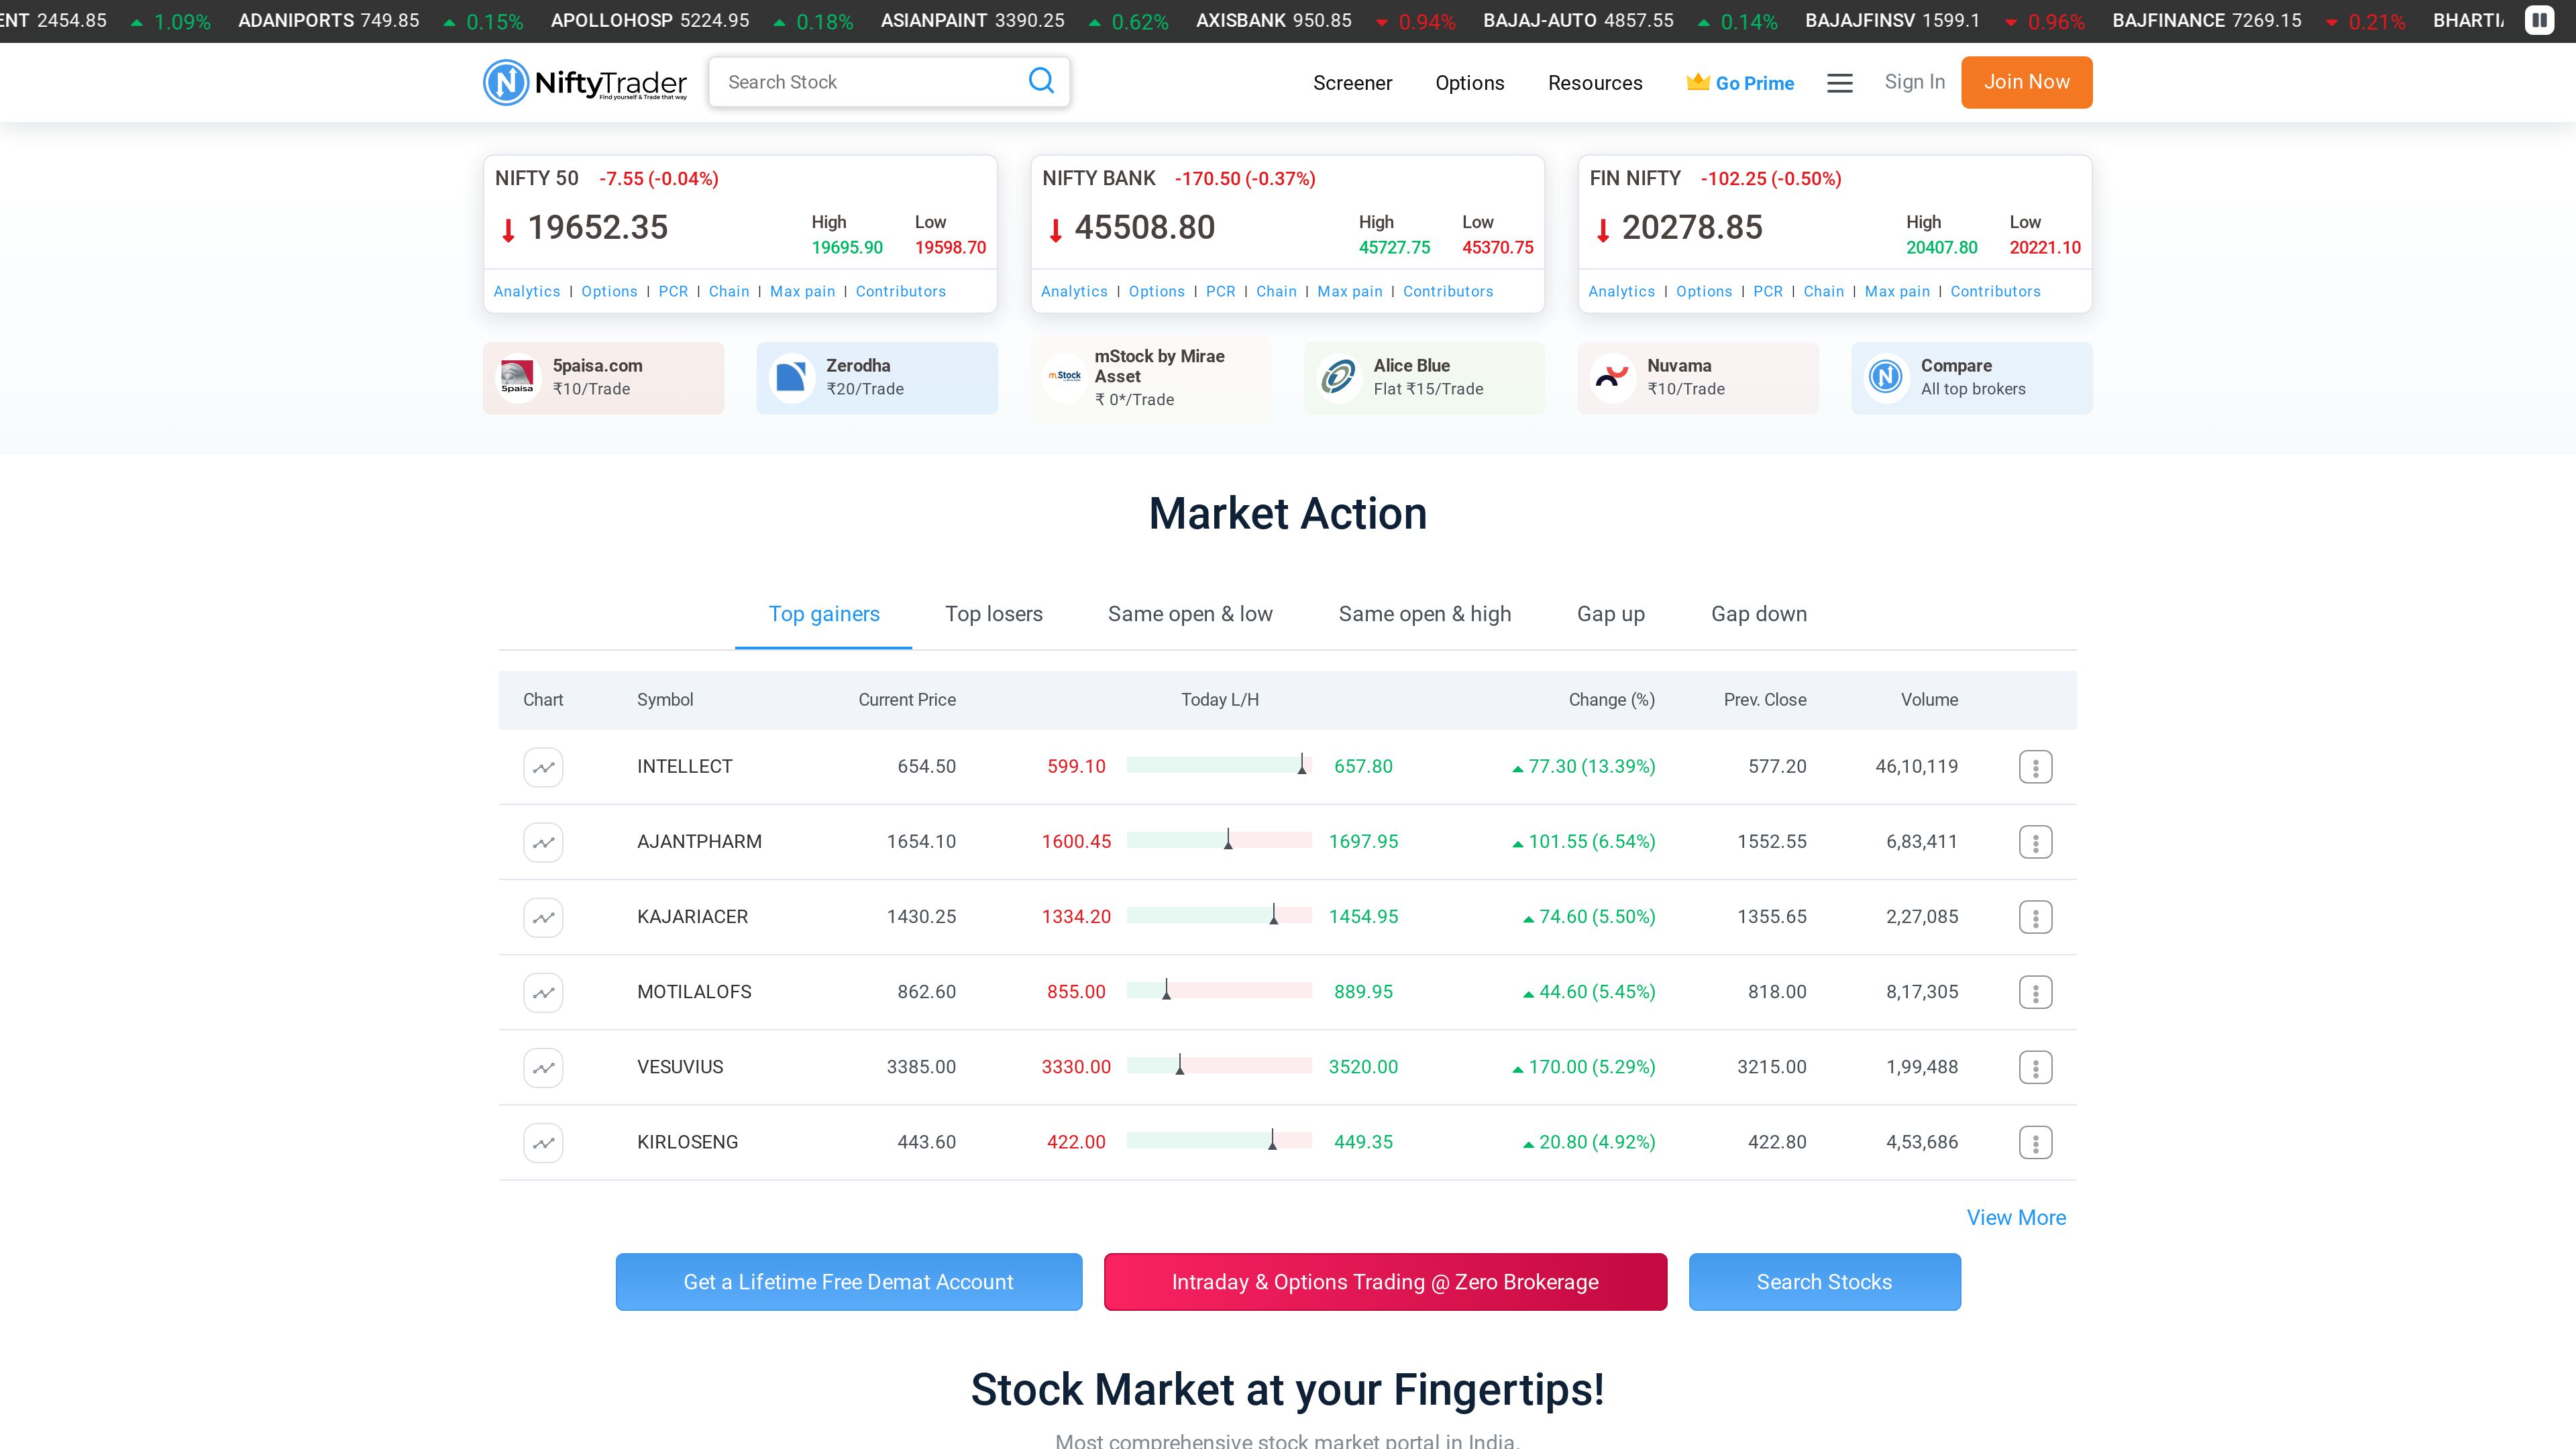 ENT 2454.85 1.09% ADANIPORTS 749.85 0.15% APOLLOHOSP 5224.95 0.18% ASIANPAINT 3390.25 0.62% AXISBANK 950.85 0.94% BAJAJ-AUTO 4857.55 0.14% BAJAJFINSV 1599.1 0.96% BAJFINANCE 7269.15 0.21% BHARTI
NiftyTrader Search Stock Screener Options Resources Go Prime Sign In Join Now
Find yourself & Trade that way
NIFTY 50 -7.55 (-0.04%)
19652.35
High Low
19695.90 19598.70
Analytics | Options | PCR | Chain | Max pain | Contributors
NIFTY BANK -170.50 (-0.37%)
45508.80
High Low
45727.75 45370.75
Analytics | Options | PCR | Chain | Max pain | Contributors
FIN NIFTY -102.25 (-0.50%)
20278.85
High Low
20407.80 20221.10
Analytics | Options | PCR | Chain | Max pain | Contributors
5paisa
5paisa.com
₹10/Trade
Zerodha
₹20/Trade
m.Stock
mStock by Mirae
Asset
₹ 0*/Trade
Alice Blue
Flat ₹15/Trade
Nuvama
₹10/Trade
Compare
All top brokers
Market Action
Top gainers Top losers Same open & low Same open & high Gap up Gap down
Chart Symbol Current Price Today L/H Change (%) Prev. Close Volume
INTELLECT 654.50 599.10 657.80 77.30 (13.39%) 577.20 46,10,119
AJANTPHARM 1654.10 1600.45 1697.95 101.55 (6.54%) 1552.55 6,83,411
KAJARIACER 1430.25 1334.20 1454.95 74.60 (5.50%) 1355.65 2,27,085
MOTILALOFS 862.60 855.00 889.95 44.60 (5.45%) 818.00 8,17,305
VESUVIUS 3385.00 3330.00 3520.00 170.00 (5.29%) 3215.00 1,99,488
KIRLOSENG 443.60 422.00 449.35 20.80 (4.92%) 422.80 4,53,686
View More
Get a Lifetime Free Demat Account Intraday & Options Trading @ Zero Brokerage Search Stocks
Stock Market at your Fingertips!
Most comprehensive stock market portal in India.